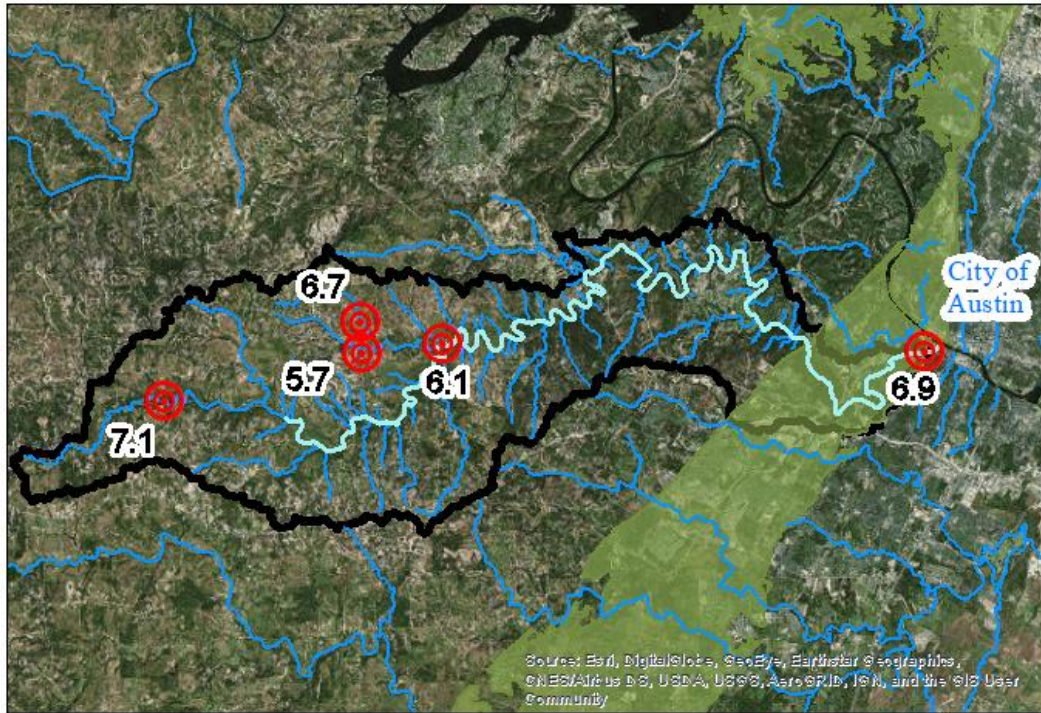 6.7
City of
Austin
5.7
6.1
6.9
7.1
Source: Esri, DigitalGlobe, GeoEye, Earthstar Geographics,
CNES/Airbus DS, USDA, USGS, AeroGRID, IGN, and the GIS User
Community